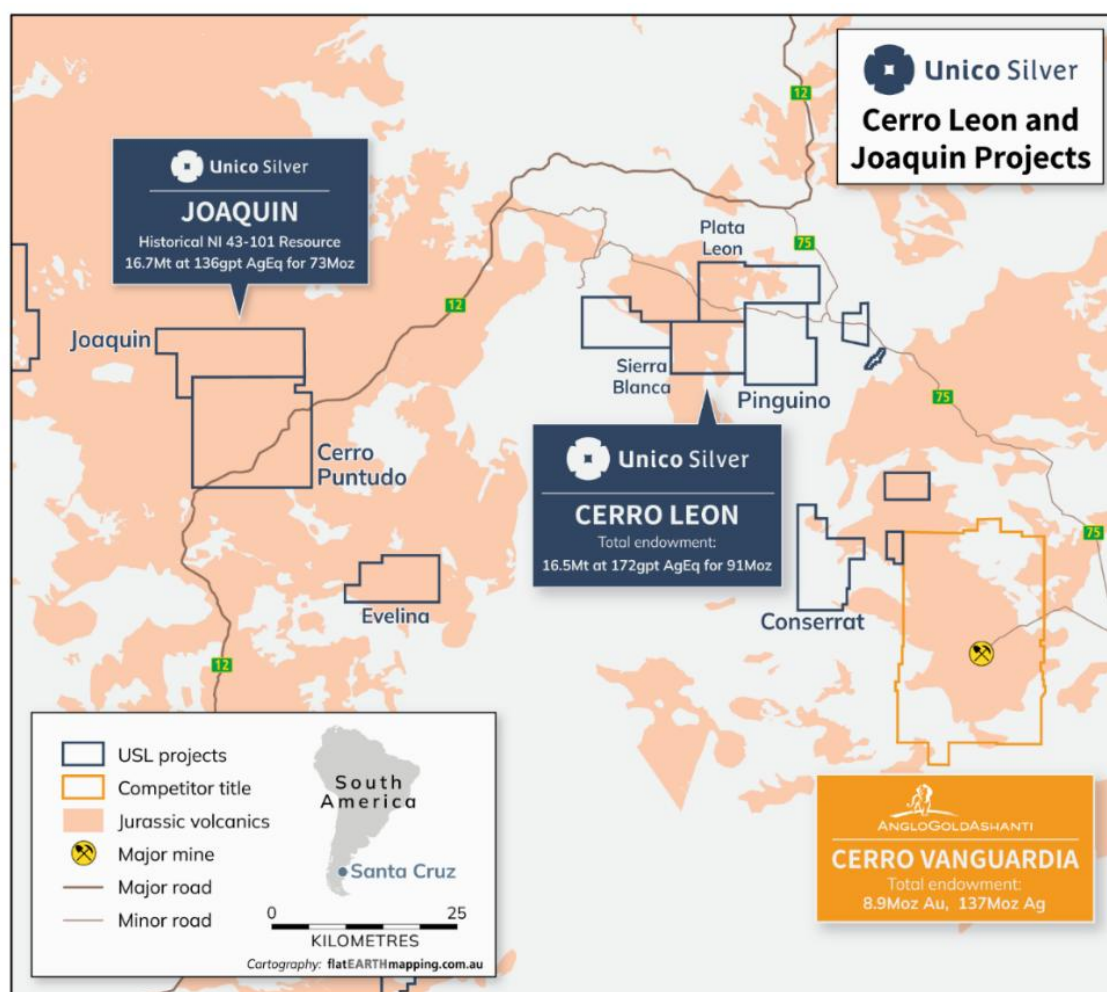 Unico Silver
Cerro Leon and
Joaquin Projects
12
Unico Silver
JOAQUIN
Historical NI 43-101 Resource
16.7Mt at 136gpt AgEq for 73Moz
Plata
Leon
75
12
Joaquin
Sierra
Blanca
Pinguino
75
Cerro
Puntudo
Unico Silver
CERRO LEON
Total endowment:
16.5Mt at 172gpt AgEq for 91Moz
75
Evelina
Conserrat
12
USL projects
Competitor title
Jurassic volcanics
Major mine
Major road
Minor road
South
America
Santa Cruz
0 25
KILOMETRES
Cartography: flatEARTHmapping.com.au
ANGLOGOLDASHANTI
CERRO VANGUARDIA
Total endowment:
8.9Moz Au, 137Moz Ag